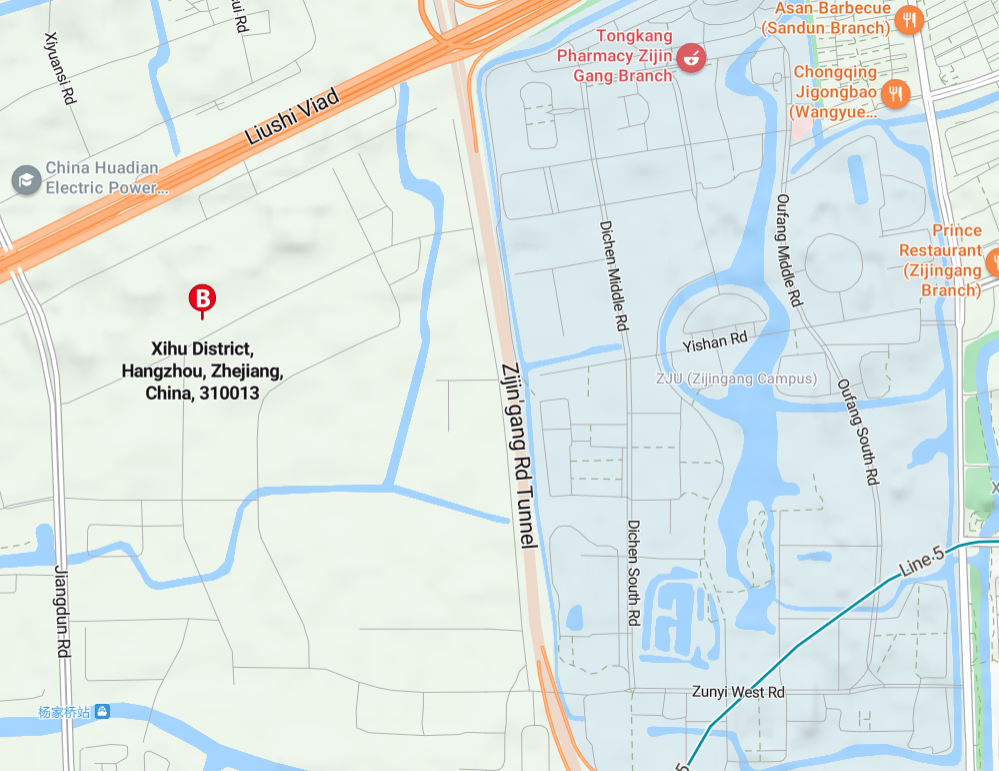 Xiyuansi Rd
Asan Barbecue
(Sandun Branch)
Tongkang
Pharmacy Zijin
Gang Branch
Chongqing
Jigongbao
(Wangyue...
Liushi Viad
China Huadian
Electric Power...
Oufang Middle Rd
Dichen Middle Rd
Prince
Restaurant
(Zijingang
Branch)
B
Xihu District,
Hangzhou, Zhejiang,
China, 310013
Yishan Rd
ZJU (Zijingang Campus)
Zijin'gang Rd Tunnel
Oufang South Rd
Dichen South Rd
Line 5
Jiangdun Rd
Zunyi West Rd
杨家桥站
5